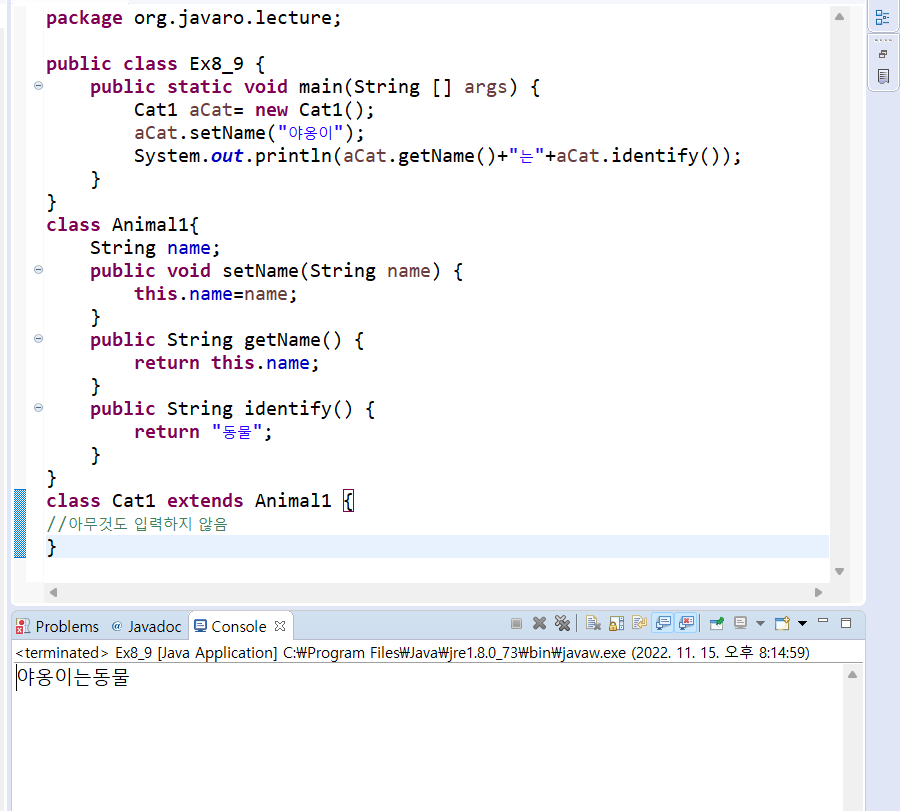 package org.javaro.lecture;
public class Ex8_9 {
public static void main(String [] args) {
Cat1 aCat= new Cat1();
aCat.setName("야옹이");
System.out.println(aCat.getName()+"는"+aCat.identify());
}
}
class Animal1{
String name;
public void setName(String name) {
this.name=name;
}
public String getName() {
return this.name;
}
public String identify() {
return "동물";
}
}
class Cat1 extends Animal1 {
//아무것도 입력하지 않음
}
Problems @ Javadoc Console
<terminated> Ex8_9 [Java Application] C:₩Program Files₩Java₩jre1.8.0_73₩bin₩javaw.exe (2022. 11. 15. 오후 8:14:59)
야옹이는동물